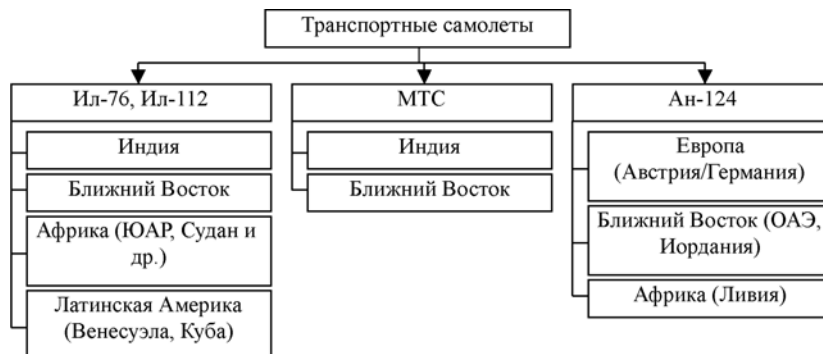 Транспортные самолеты
Ил-76, Ил-112
Индия
Ближний Восток
Африка (ЮАР, Судан и
др.)
Латинская Америка
(Венесуэла, Куба)
МТС
Индия
Ближний Восток
Ан-124
Европа
(Австрия/Германия)
Ближний Восток (ОАЭ,
Иордания)
Африка (Ливия)